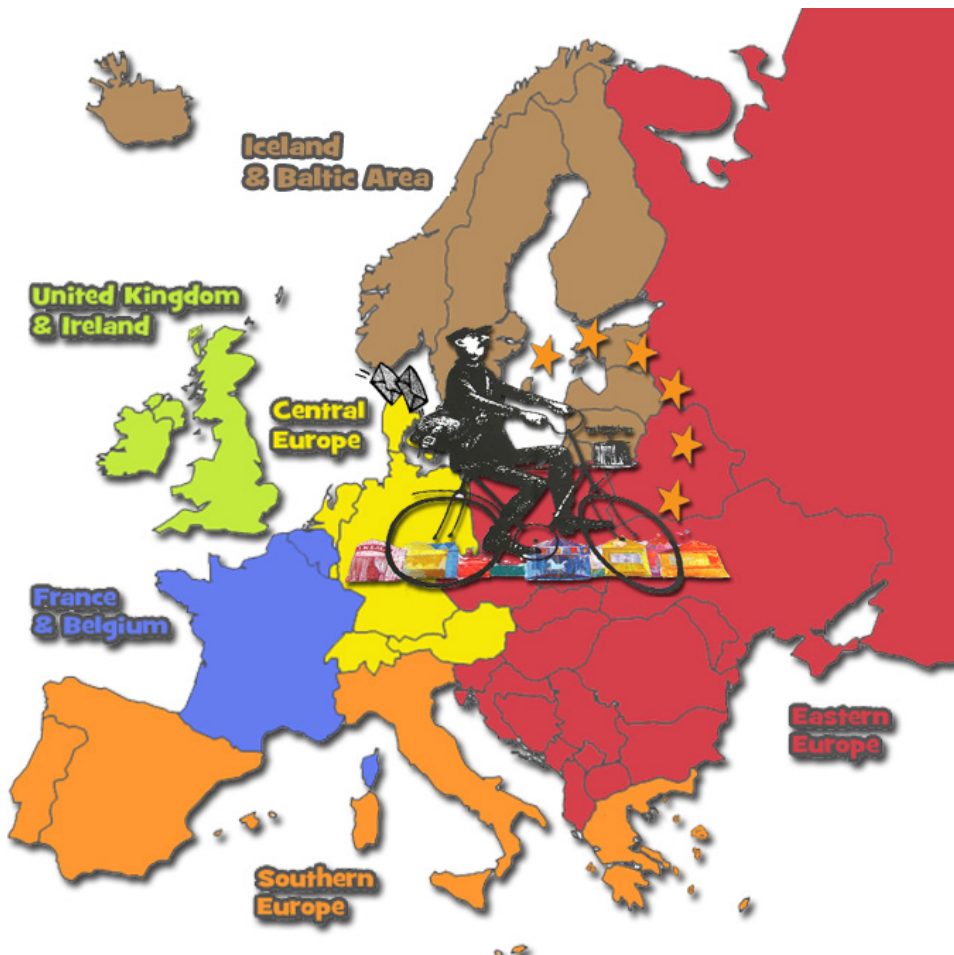 Iceland
& Baltic Area
United Kingdom
& Ireland
Central
Europe
France
& Belgium
Eastern
Europe
Southern
Europe